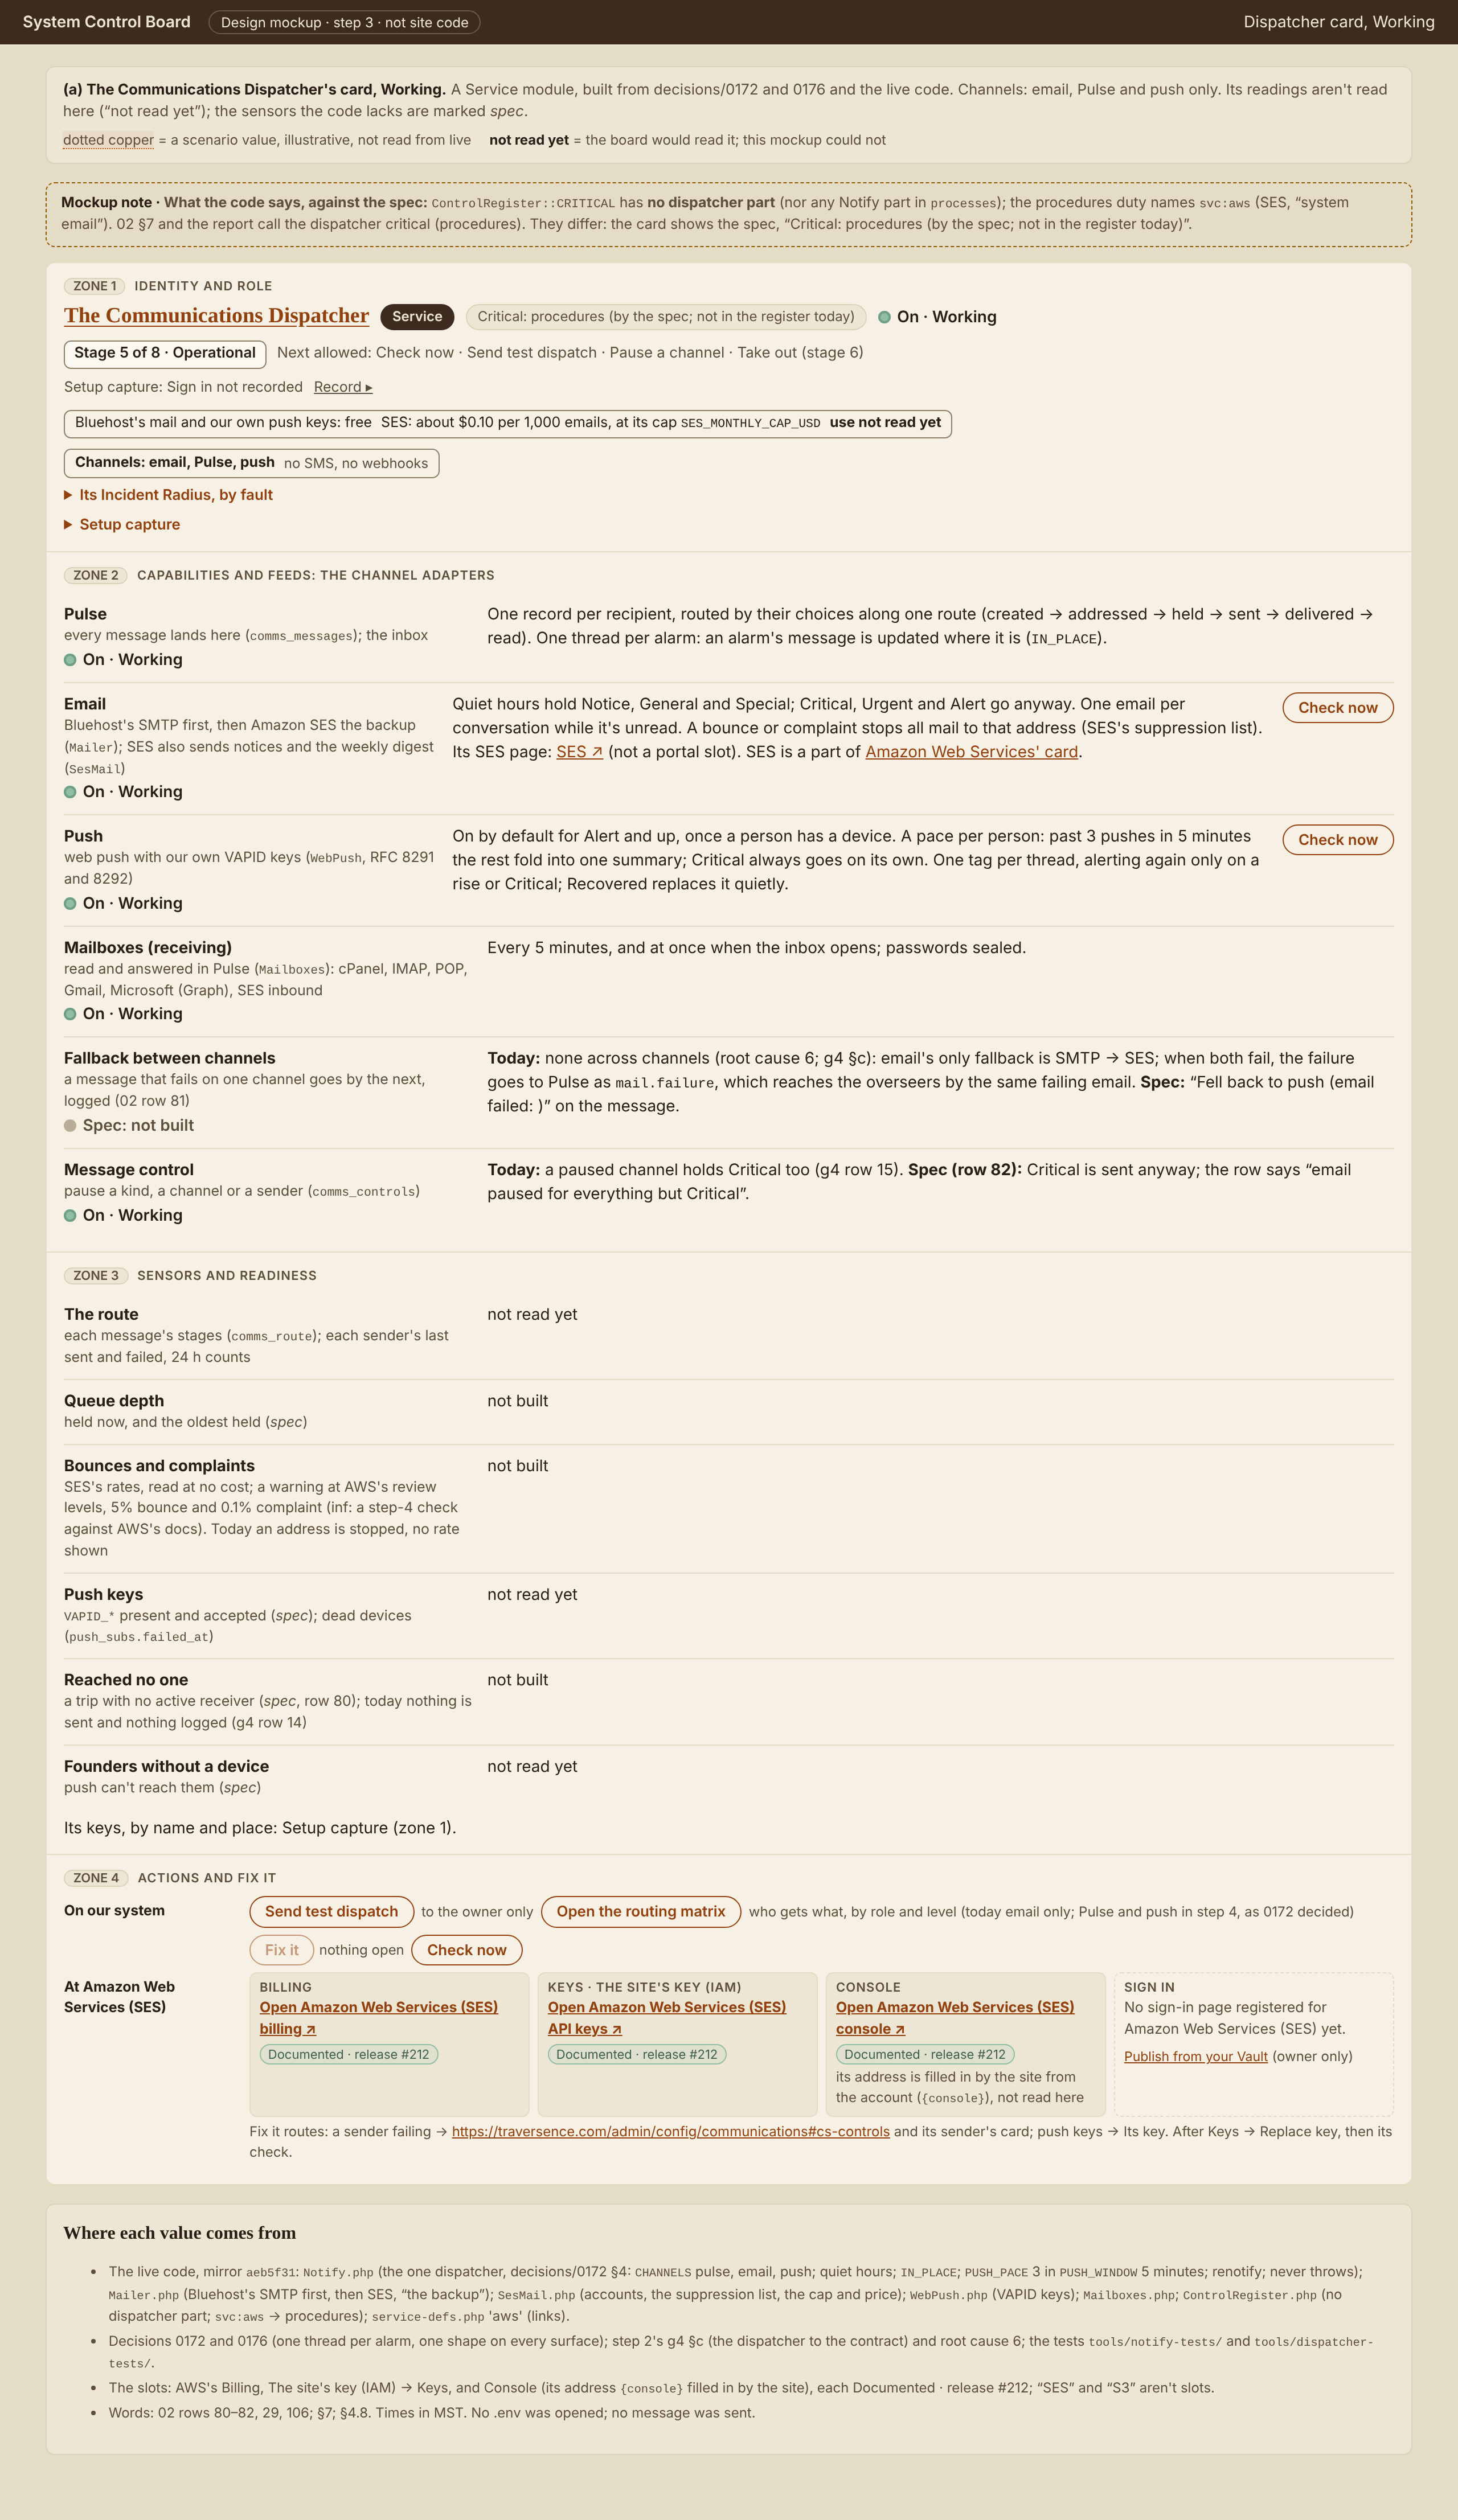 System Control Board
Design mockup · step 3 · not site code
Dispatcher card, Working
(a) The Communications Dispatcher's card, Working. A Service module, built from decisions/0172 and 0176 and the live code. Channels: email, Pulse and push only. Its readings aren't read
here (“not read yet”); the sensors the code lacks are marked spec.
dotted copper = a scenario value, illustrative, not read from live not read yet = the board would read it; this mockup could not
Mockup note · What the code says, against the spec: ControlRegister::CRITICAL has no dispatcher part (nor any Notify part in processes); the procedures duty names svc:aws (SES, “system
email”). 02 §7 and the report call the dispatcher critical (procedures). They differ: the card shows the spec, “Critical: procedures (by the spec; not in the register today)”.
ZONE 1 IDENTITY AND ROLE
The Communications Dispatcher Service Critical: procedures (by the spec; not in the register today) On · Working
Stage 5 of 8 · Operational Next allowed: Check now · Send test dispatch · Pause a channel · Take out (stage 6)
Setup capture: Sign in not recorded Record ▸
Bluehost's mail and our own push keys: free SES: about $0.10 per 1,000 emails, at its cap SES_MONTHLY_CAP_USD use not read yet
Channels: email, Pulse, push no SMS, no webhooks
▶ Its Incident Radius, by fault
▶ Setup capture
ZONE 2 CAPABILITIES AND FEEDS: THE CHANNEL ADAPTERS
Pulse
every message lands here (comms_messages); the inbox
On · Working
One record per recipient, routed by their choices along one route (created → addressed → held → sent → delivered →
read). One thread per alarm: an alarm's message is updated where it is (IN_PLACE).
Email
Bluehost's SMTP first, then Amazon SES the backup
(Mailer); SES also sends notices and the weekly digest
(SesMail)
On · Working
Quiet hours hold Notice, General and Special; Critical, Urgent and Alert go anyway. One email per
conversation while it's unread. A bounce or complaint stops all mail to that address (SES's suppression list).
Its SES page: SES ↗ (not a portal slot). SES is a part of Amazon Web Services' card.
Check now
Push
web push with our own VAPID keys (WebPush, RFC 8291
and 8292)
On · Working
On by default for Alert and up, once a person has a device. A pace per person: past 3 pushes in 5 minutes
the rest fold into one summary; Critical always goes on its own. One tag per thread, alerting again only on a
rise or Critical; Recovered replaces it quietly.
Check now
Mailboxes (receiving)
read and answered in Pulse (Mailboxes): cPanel, IMAP, POP,
Gmail, Microsoft (Graph), SES inbound
On · Working
Every 5 minutes, and at once when the inbox opens; passwords sealed.
Fallback between channels
a message that fails on one channel goes by the next,
logged (02 row 81)
Spec: not built
Today: none across channels (root cause 6; g4 §c): email's only fallback is SMTP → SES; when both fail, the failure
goes to Pulse as mail.failure, which reaches the overseers by the same failing email. Spec: “Fell back to push (email
failed: )” on the message.
Message control
pause a kind, a channel or a sender (comms_controls)
On · Working
Today: a paused channel holds Critical too (g4 row 15). Spec (row 82): Critical is sent anyway; the row says “email
paused for everything but Critical”.
ZONE 3 SENSORS AND READINESS
The route
each message's stages (comms_route); each sender's last
sent and failed, 24 h counts
not read yet
Queue depth
held now, and the oldest held (spec)
not built
Bounces and complaints
SES's rates, read at no cost; a warning at AWS's review
levels, 5% bounce and 0.1% complaint (inf: a step-4 check
against AWS's docs). Today an address is stopped, no rate
shown
not built
Push keys
VAPID_* present and accepted (spec); dead devices
(push_subs.failed_at)
not read yet
Reached no one
a trip with no active receiver (spec, row 80); today nothing is
sent and nothing logged (g4 row 14)
not built
Founders without a device
push can't reach them (spec)
not read yet
Its keys, by name and place: Setup capture (zone 1).
ZONE 4 ACTIONS AND FIX IT
On our system
Send test dispatch to the owner only Open the routing matrix who gets what, by role and level (today email only; Pulse and push in step 4, as 0172 decided)
Fix it nothing open Check now
At Amazon Web
Services (SES)
BILLING
Open Amazon Web Services (SES)
billing ↗
Documented · release #212
KEYS · THE SITE'S KEY (IAM)
Open Amazon Web Services (SES)
API keys ↗
Documented · release #212
CONSOLE
Open Amazon Web Services (SES)
console ↗
Documented · release #212
its address is filled in by the site from
the account ({console}), not read here
SIGN IN
No sign-in page registered for
Amazon Web Services (SES) yet.
Publish from your Vault (owner only)
Fix it routes: a sender failing → https://traversence.com/admin/config/communications#cs-controls and its sender's card; push keys → Its key. After Keys → Replace key, then its
check.
Where each value comes from
• The live code, mirror aeb5f31: Notify.php (the one dispatcher, decisions/0172 §4: CHANNELS pulse, email, push; quiet hours; IN_PLACE; PUSH_PACE 3 in PUSH_WINDOW 5 minutes; renotify; never throws);
Mailer.php (Bluehost's SMTP first, then SES, “the backup”); SesMail.php (accounts, the suppression list, the cap and price); WebPush.php (VAPID keys); Mailboxes.php; ControlRegister.php (no
dispatcher part; svc:aws → procedures); service-defs.php 'aws' (links).
• Decisions 0172 and 0176 (one thread per alarm, one shape on every surface); step 2's g4 §c (the dispatcher to the contract) and root cause 6; the tests tools/notify-tests/ and tools/dispatcher-
tests/.
• The slots: AWS's Billing, The site's key (IAM) → Keys, and Console (its address {console} filled in by the site), each Documented · release #212; “SES” and “S3” aren't slots.
• Words: 02 rows 80–82, 29, 106; §7; §4.8. Times in MST. No .env was opened; no message was sent.